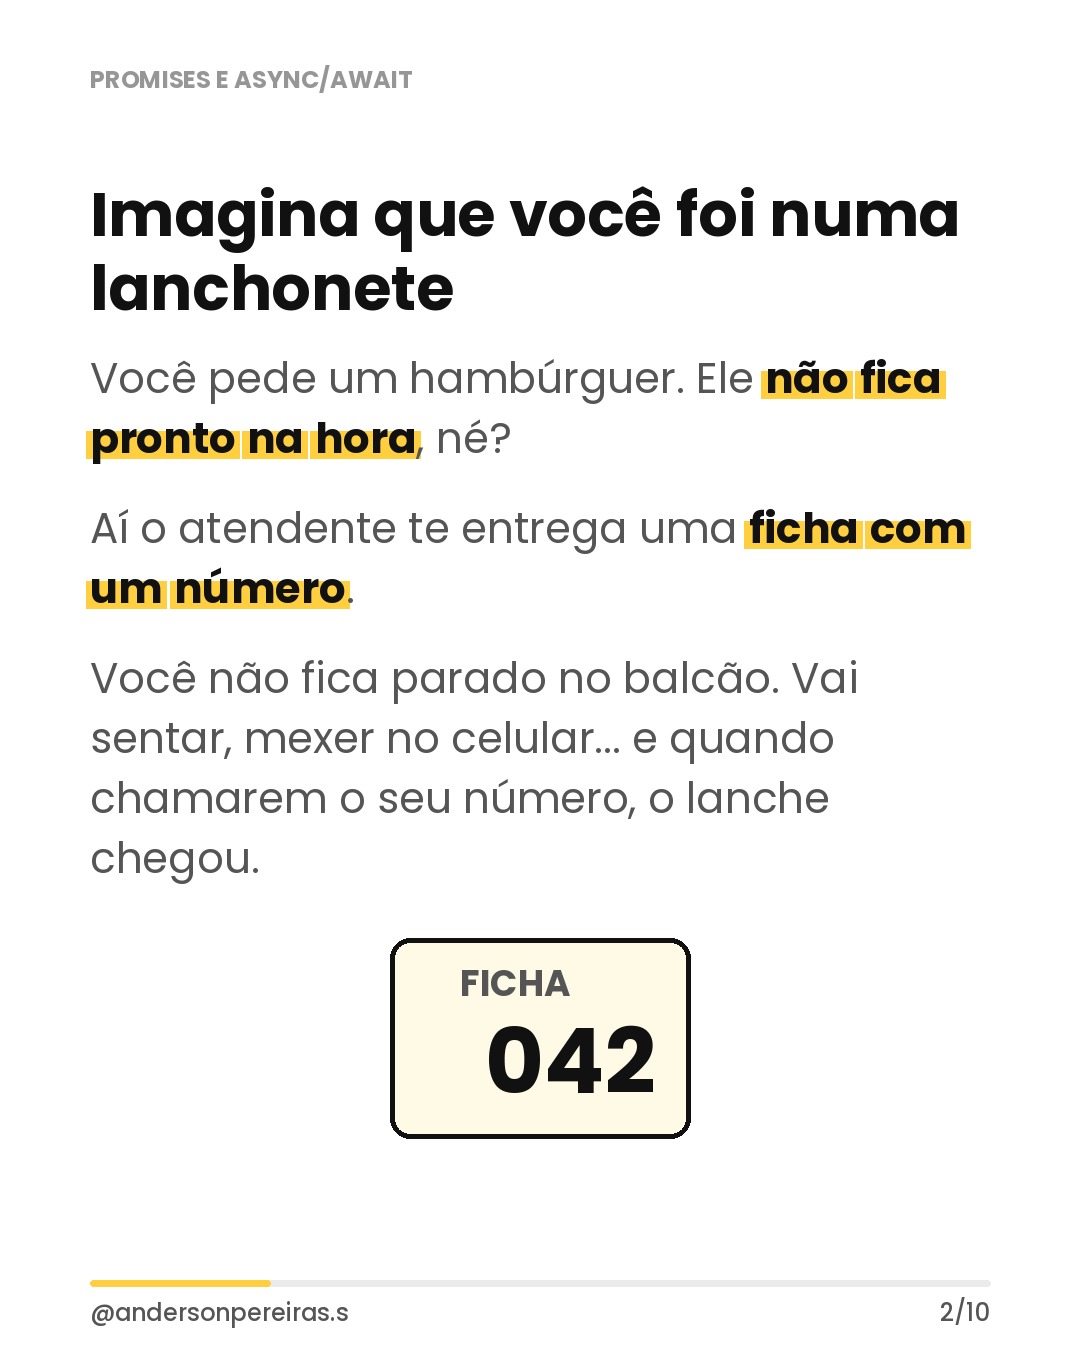 PROMISES E ASYNC/AWAIT
Imagina que você foi numa
lanchonete
Você pede um hambúrguer. Ele não fica
pronto na hora, né?
Aí o atendente te entrega uma ficha com
um número.
Você não fica parado no balcão. Vai
sentar, mexer no celular... e quando
chamarem o seu número, o lanche
chegou.
FICHA
042
@andersonpereiras.s
2/10